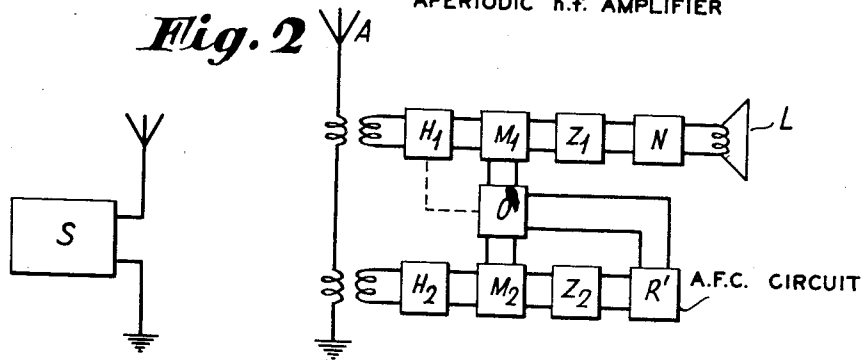 APERIODIC h.f. AMPLIFIER
Fig. 2
A
H1
M1
Z1
N
L
S
O
H2
M2
Z2
R'
A.F.C. CIRCUIT